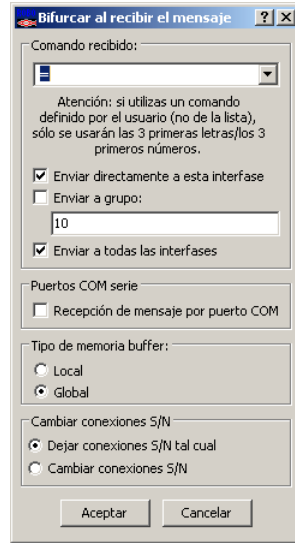 Bifurcar al recibir el mensaje
Comando recibido:
=
Atención: si utilizas un comando
definido por el usuario (no de la lista),
sólo se usarán las 3 primeras letras/los 3
primeros números.
Enviar directamente a esta interfase
Enviar a grupo:
10
Enviar a todas las interfases
Puertos COM serie
Recepción de mensaje por puerto COM
Tipo de memoria buffer:
Local
Global
Cambiar conexiones S/N
Dejar conexiones S/N tal cual
Cambiar conexiones S/N
Aceptar Cancelar